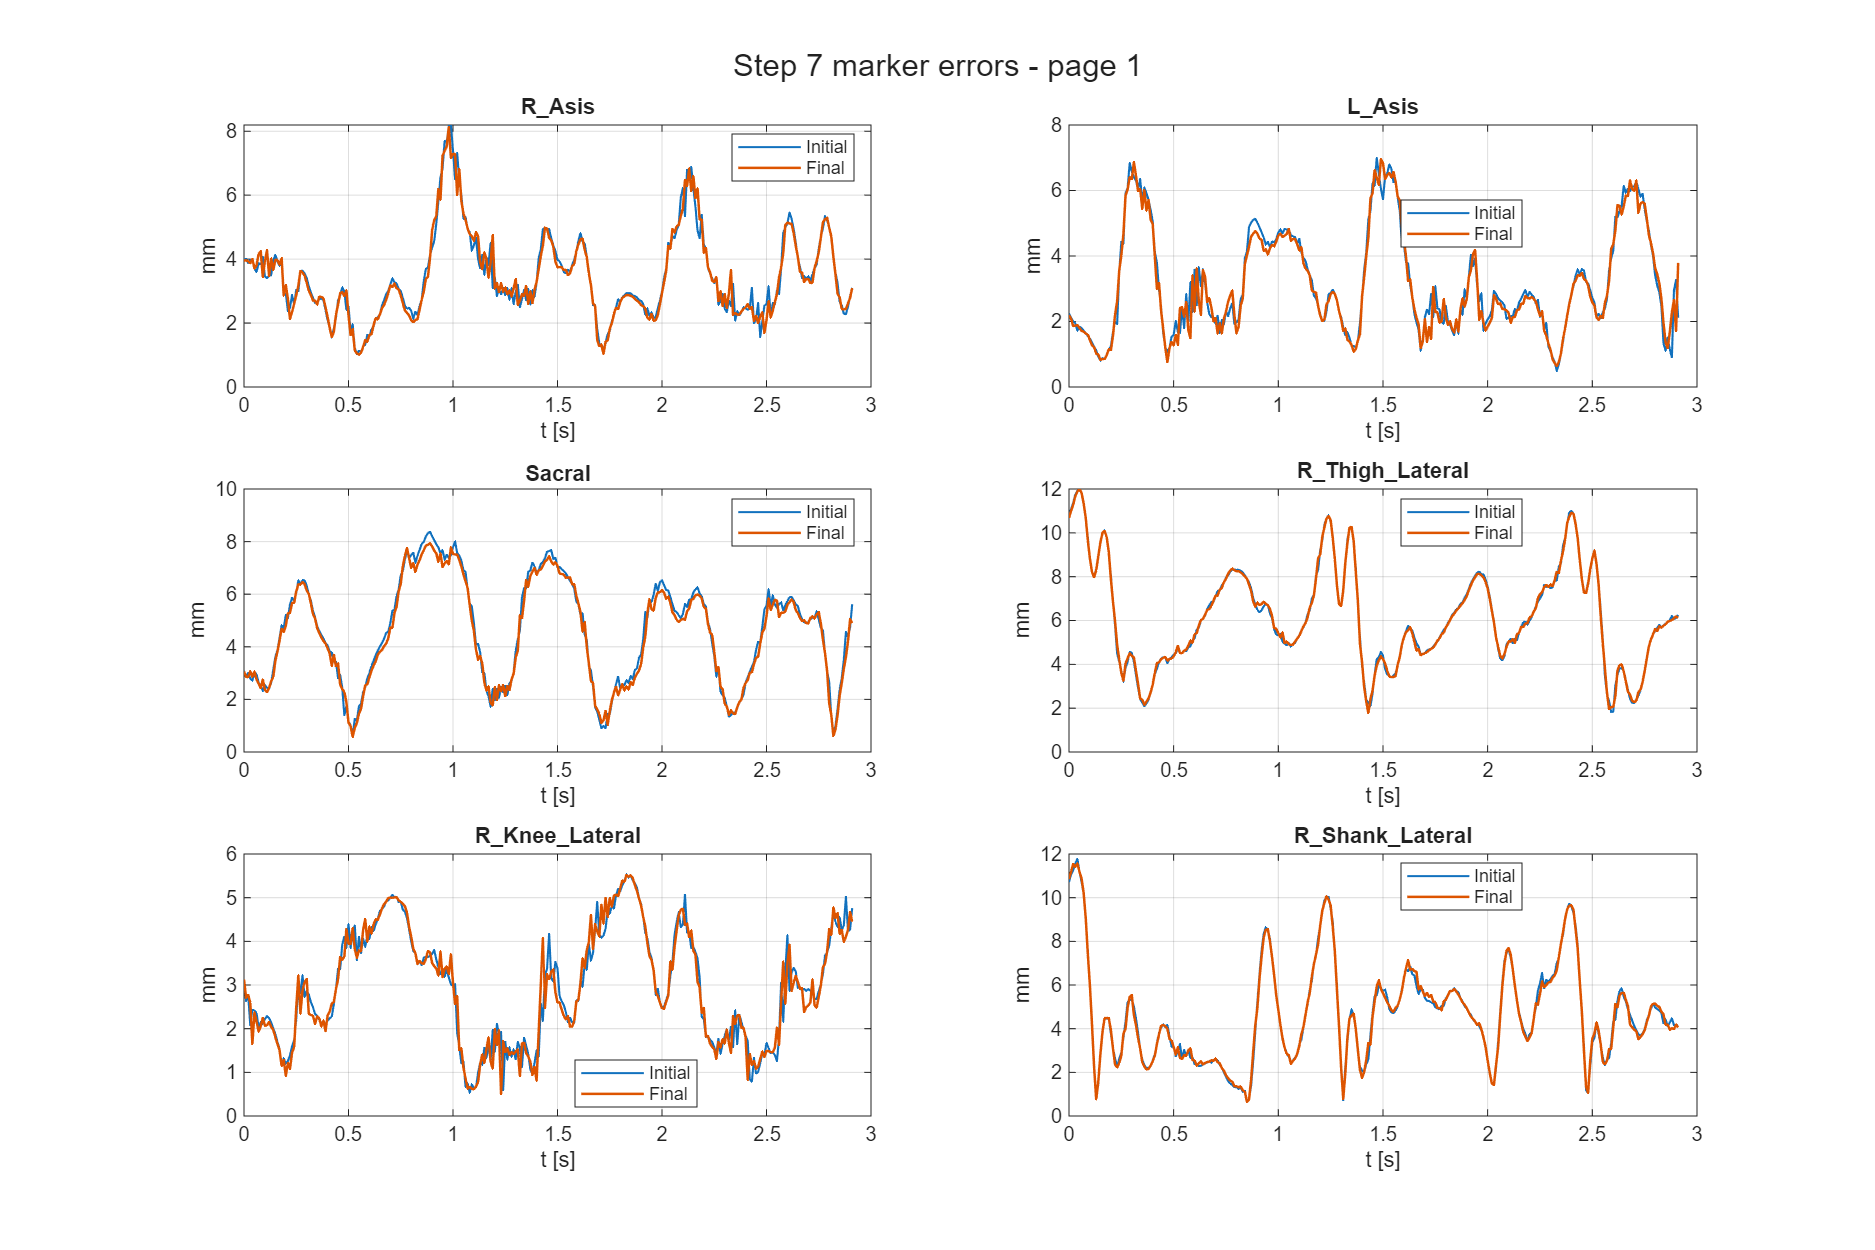 Step 7 marker errors - page 1
R_Asis
8
6
4
2
0
mm
0 0.5 1 1.5 2 2.5 3
t [s]
Initial
Final
L_Asis
8
6
4
2
0
mm
0 0.5 1 1.5 2 2.5 3
t [s]
Initial
Final
Sacral
10
8
6
4
2
0
mm
0 0.5 1 1.5 2 2.5 3
t [s]
Initial
Final
R_Thigh_Lateral
12
10
8
6
4
2
0
mm
0 0.5 1 1.5 2 2.5 3
t [s]
Initial
Final
R_Knee_Lateral
6
5
4
3
2
1
0
mm
0 0.5 1 1.5 2 2.5 3
t [s]
Initial
Final
R_Shank_Lateral
12
10
8
6
4
2
0
mm
0 0.5 1 1.5 2 2.5 3
t [s]
Initial
Final